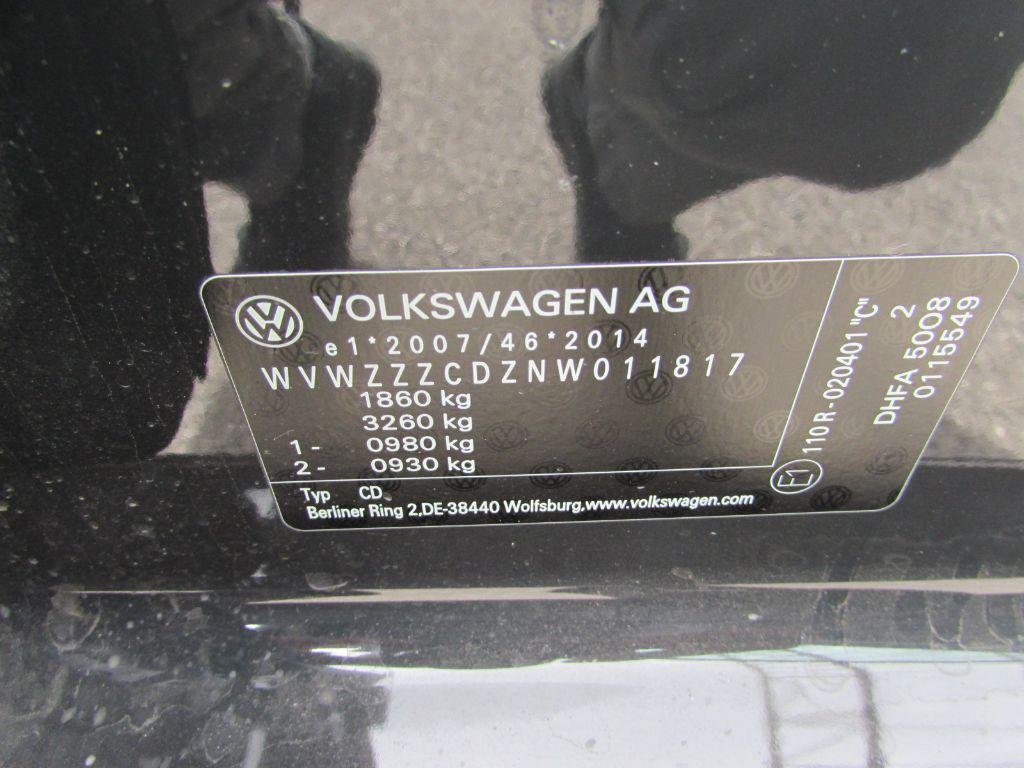 VOLKSWAGEN AG
e1*2007/46*2014
WVWZZZCDZNW011817
1860 kg
3260 kg
1- 0980 kg
2- 0930 kg
Typ CD
Berliner Ring 2,DE-38440 Wolfsburg,www.volkswagen.com
E1 110R-020401 "C"
2
DHFA 5008
0115549